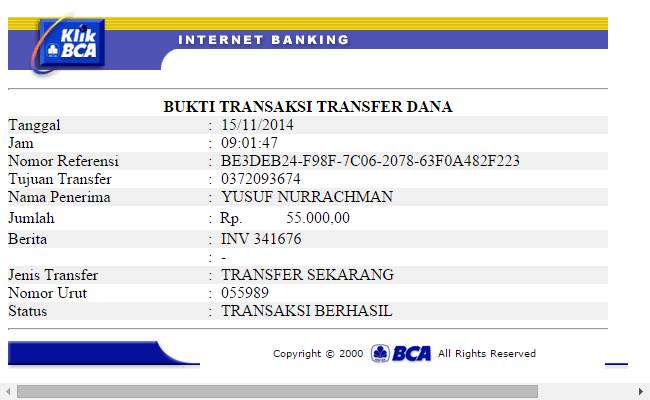 Klik
BCA
INTERNET BANKING
BUKTI TRANSAKSI TRANSFER DANA
Tanggal : 15/11/2014
Jam : 09:01:47
Nomor Referensi : BE3DEB24-F98F-7C06-2078-63F0A482F223
Tujuan Transfer : 0372093674
Nama Penerima : YUSUF NURRACHMAN
Jumlah : Rp. 55.000,00
Berita : INV 341676
: -
Jenis Transfer : TRANSFER SEKARANG
Nomor Urut : 055989
Status : TRANSAKSI BERHASIL
Copyright © 2000 BCA All Rights Reserved